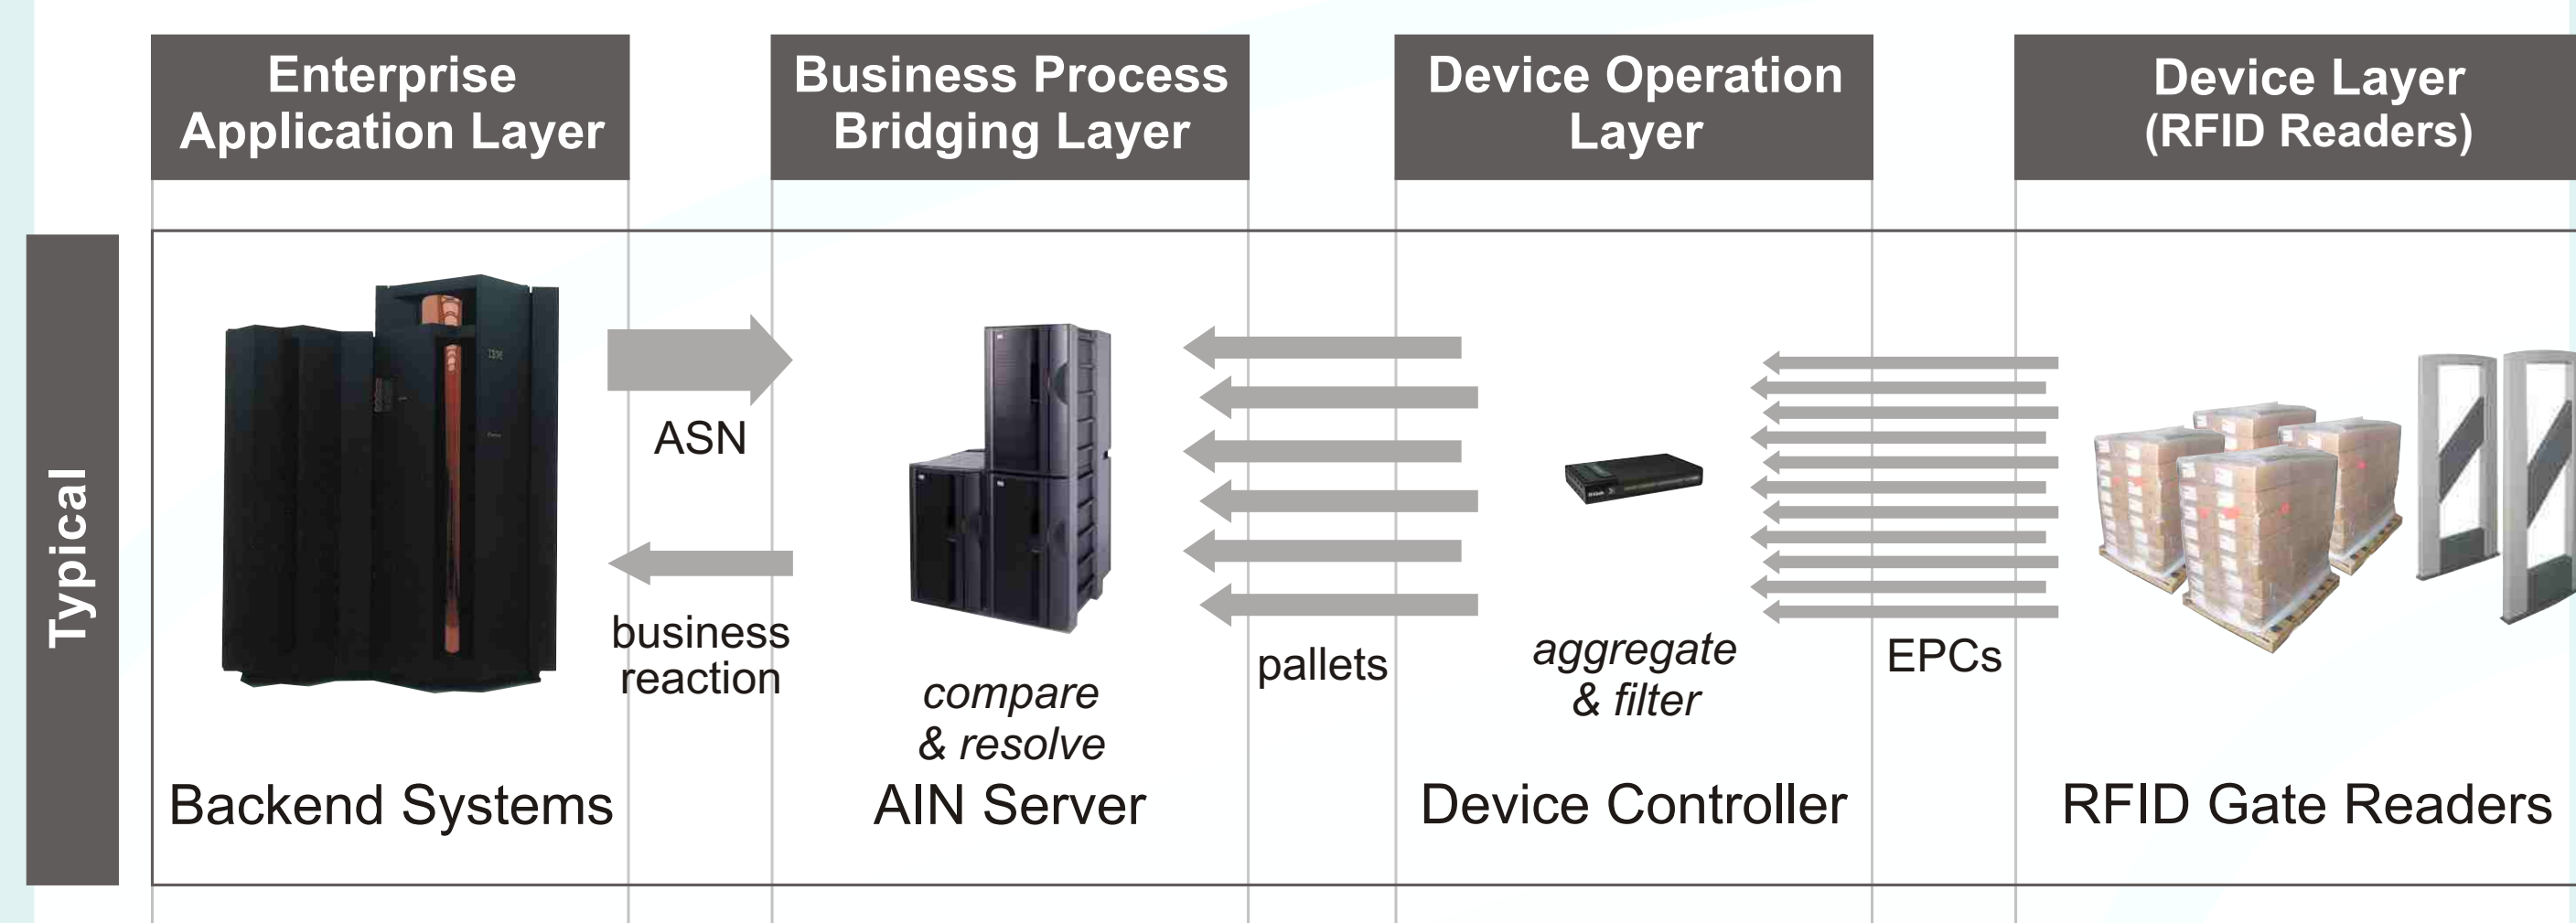 Enterprise
Application Layer
Business Process
Bridging Layer
Device Operation
Layer
Device Layer
(RFID Readers)
Typical
IBM
ASN
business
reaction
compare
& resolve
pallets
aggregate
& filter
EPCs
Backend Systems
AIN Server
Device Controller
RFID Gate Readers